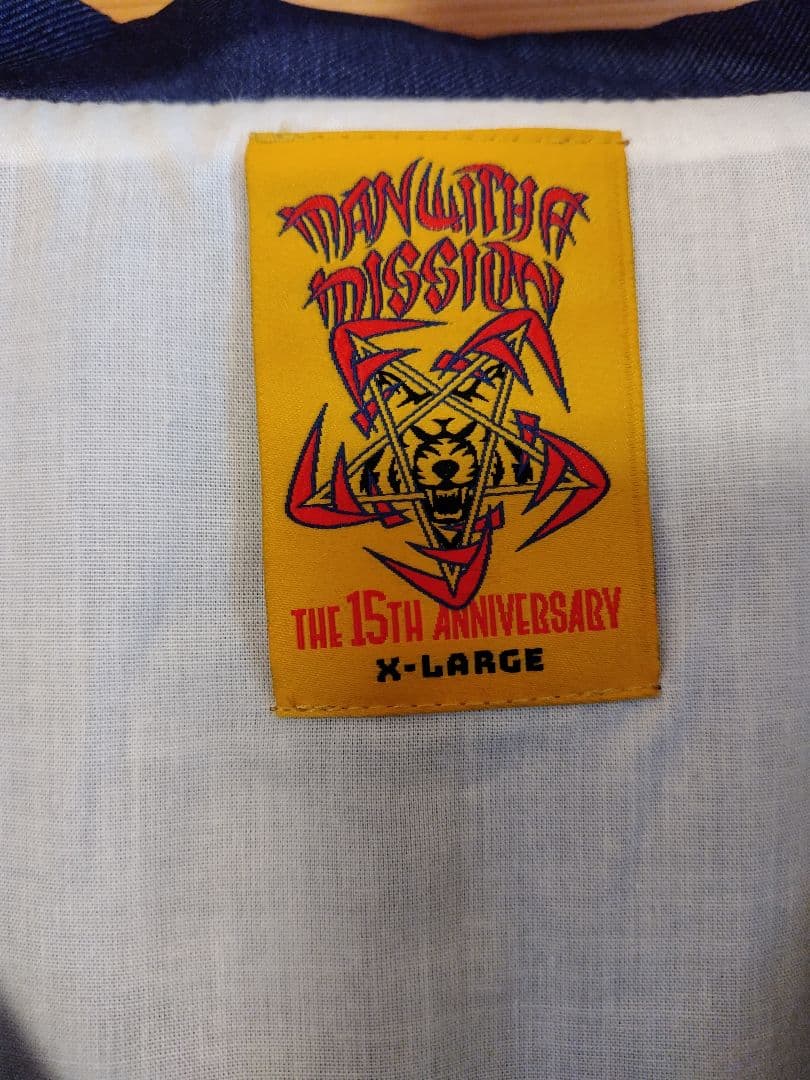 MAN WITH A
MISSION
THE 15TH ANNIVERSARY
X-LARGE